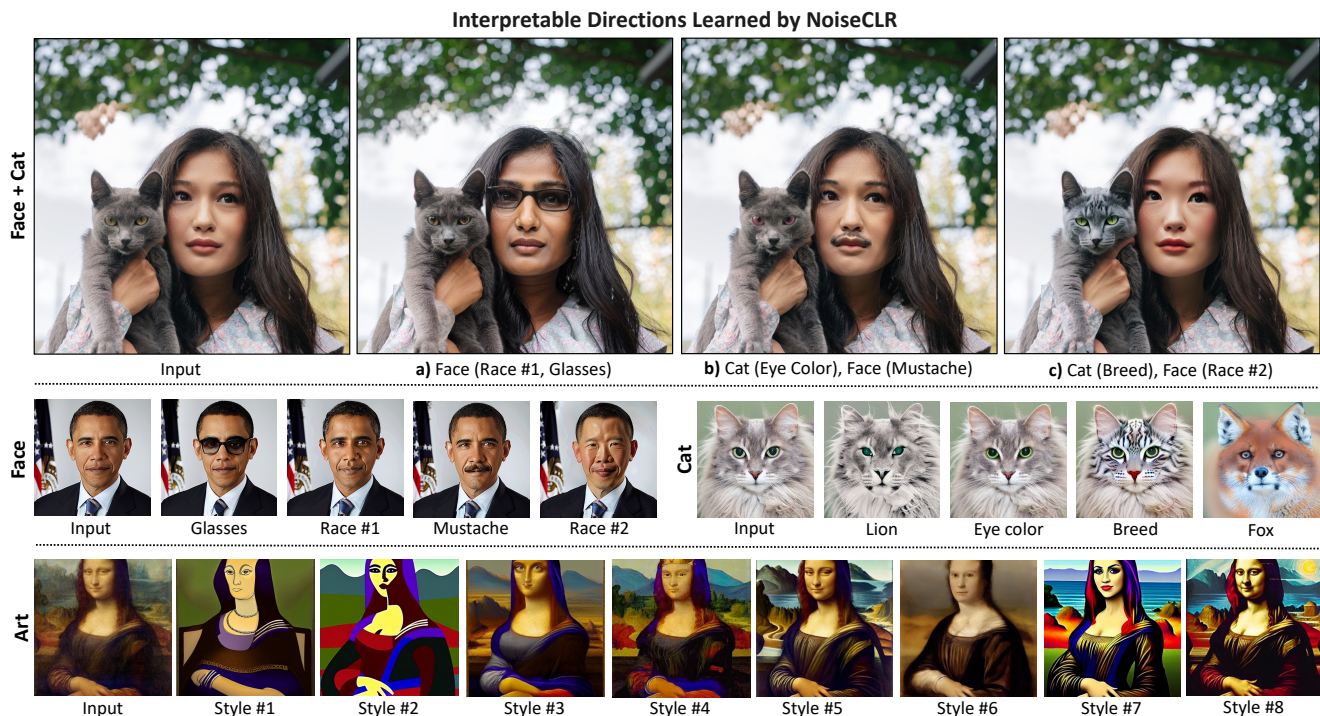 Interpretable Directions Learned by NoiseCLR
Face + Cat
Input
a) Face (Race #1, Glasses)
b) Cat (Eye Color), Face (Mustache)
c) Cat (Breed), Face (Race #2)
Face
Input
Glasses
Race #1
Mustache
Race #2
Cat
Input
Lion
Eye color
Breed
Fox
Art
Input
Style #1
Style #2
Style #3
Style #4
Style #5
Style #6
Style #7
Style #8